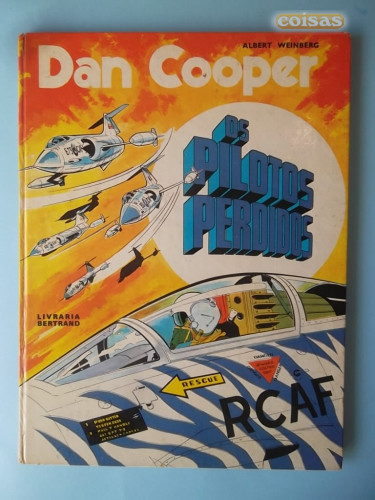 coisas
ALBERT WEINBERG
Dan Cooper
OS
PILOTOS
PERDIDOS
LIVRARIA
BERTRAND
RESCUE
RCAF